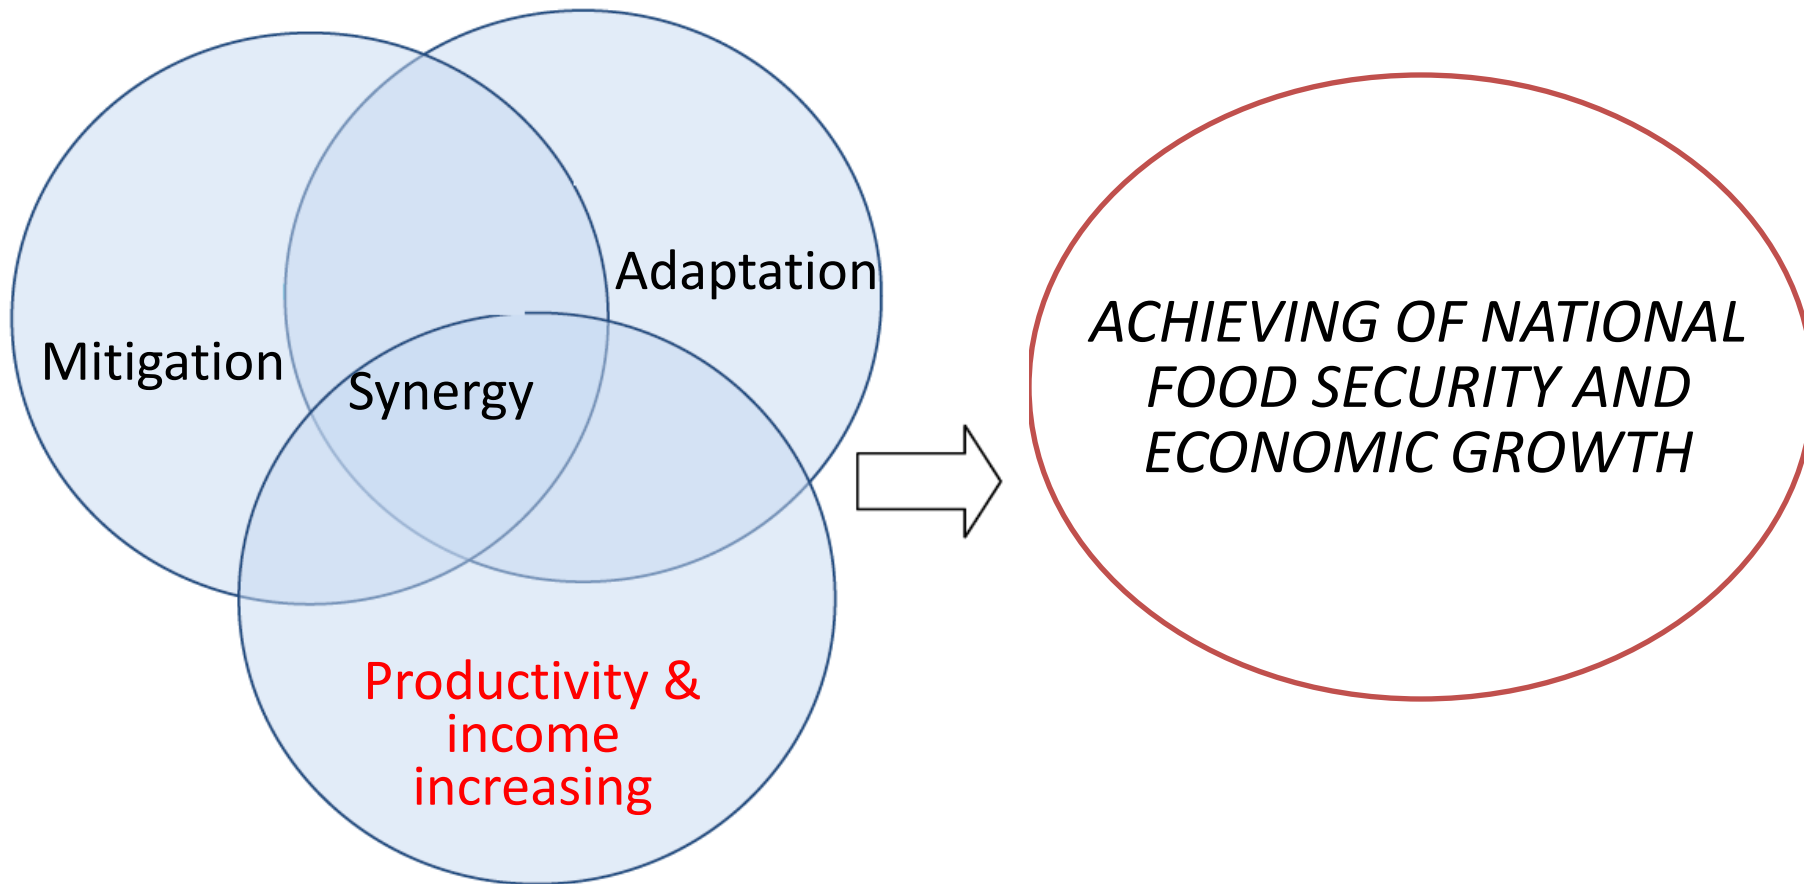 Adaptation
Mitigation
Synergy
Productivity &
income
increasing
ACHIEVING OF NATIONAL
FOOD SECURITY AND
ECONOMIC GROWTH